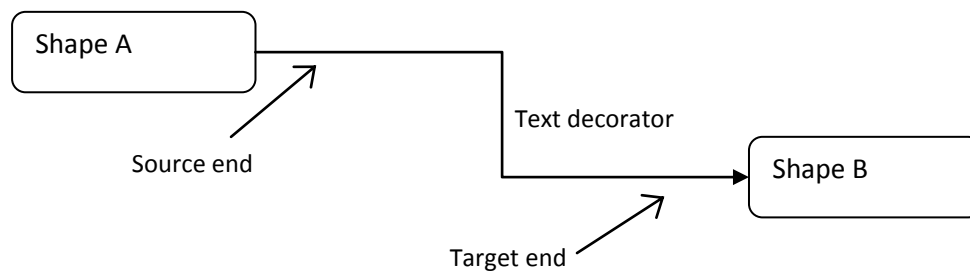 Shape A
Source end
Text decorator
Shape B
Target end